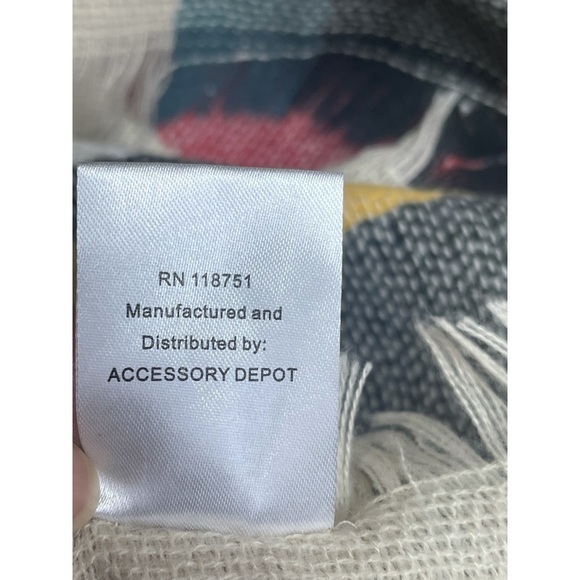 RN 118751
Manufactured and
Distributed by:
ACCESSORY DEPOT